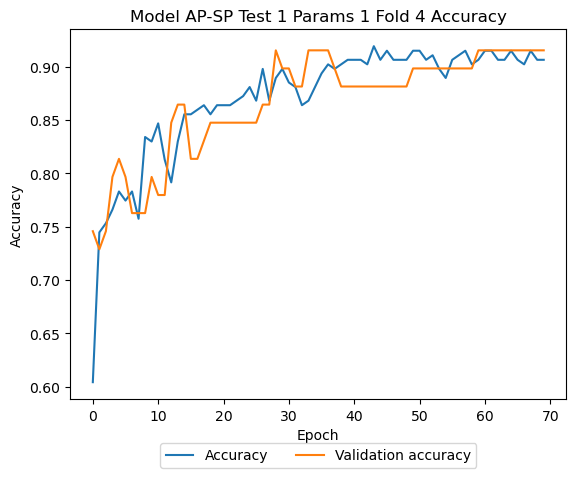 Model AP-SP Test 1 Params 1 Fold 4 Accuracy
0.90
0.85
0.80
0.75
0.70
0.65
0.60
Accuracy
0 10 20 30 40 50 60 70
Epoch
Accuracy Validation accuracy